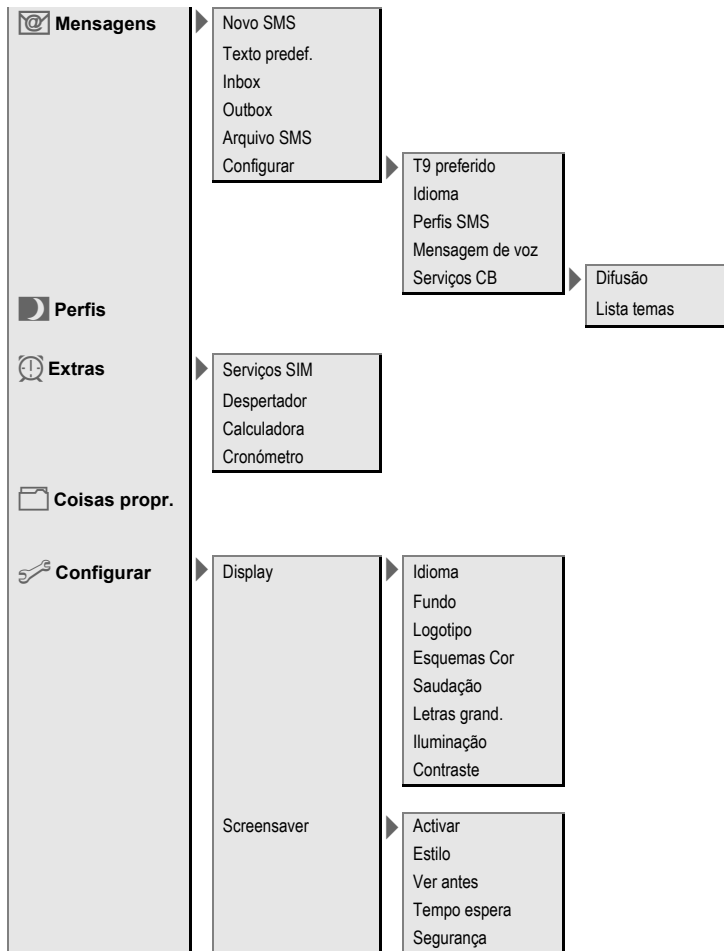 Mensagens
Novo SMS
Texto predef.
Inbox
Outbox
Arquivo SMS
Configurar
T9 preferido
Idioma
Perfis SMS
Mensagem de voz
Serviços CB
Difusão
Lista temas
Perfis
Extras
Serviços SIM
Despertador
Calculadora
Cronómetro
Coisas propr.
Configurar
Display
Idioma
Fundo
Logotipo
Esquemas Cor
Saudação
Letras grand.
Iluminação
Contraste
Screensaver
Activar
Estilo
Ver antes
Tempo espera
Segurança